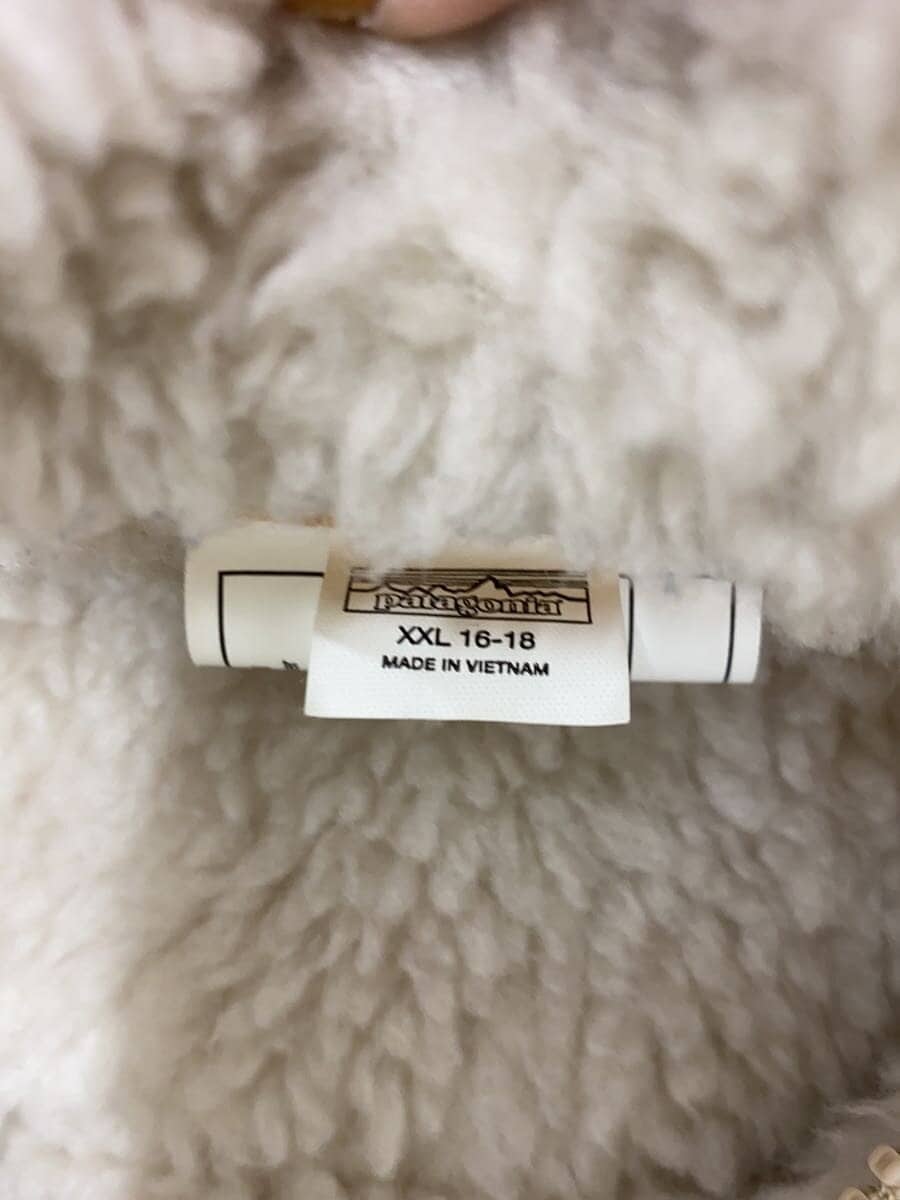 patagonia
XXL 16-18
MADE IN VIETNAM